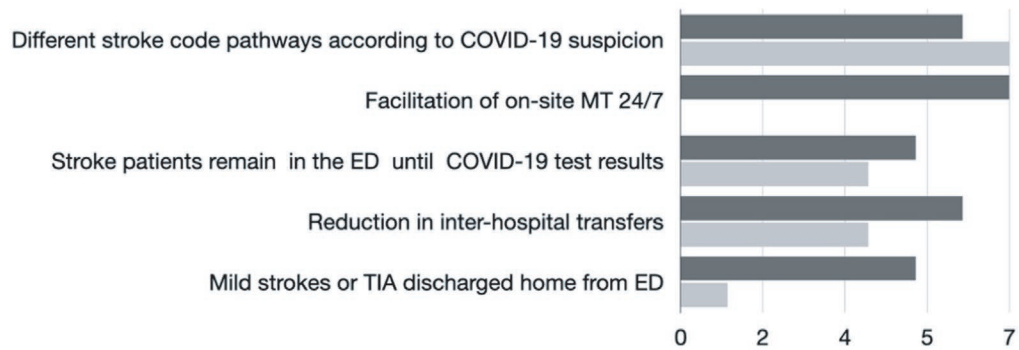 Different stroke code pathways according to COVID-19 suspicion
Facilitation of on-site MT 24/7
Stroke patients remain in the ED until COVID-19 test results
Reduction in inter-hospital transfers
Mild strokes or TIA discharged home from ED
0 2 4 5 7